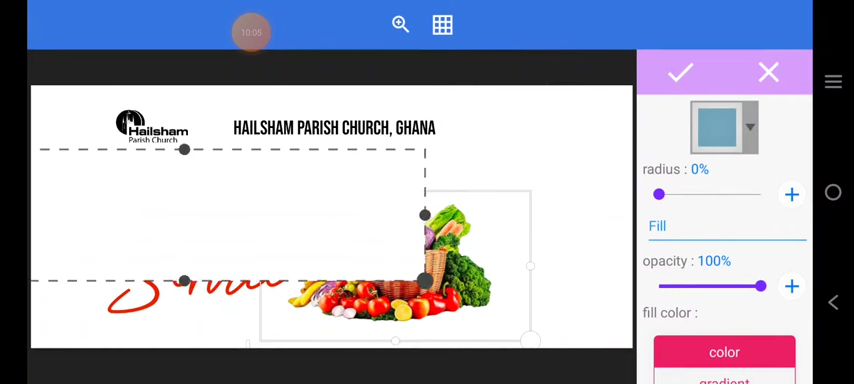 10:05
Hailsham
Parish Church
HAILSHAM PARISH CHURCH, GHANA
radius : 0%
Fill
opacity : 100%
fill color :
color
gradient